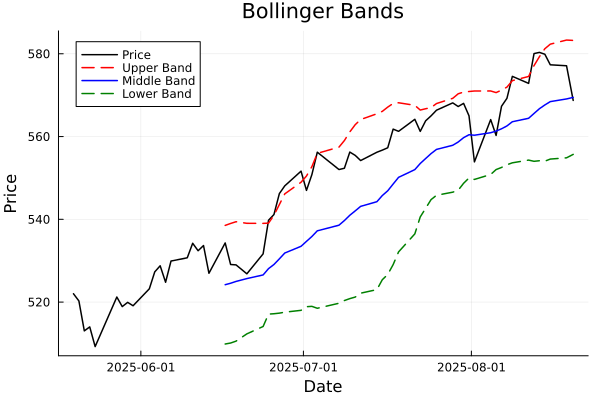 Bollinger Bands
Price
Upper Band
Middle Band
Lower Band
580
560
540
520
Price
2025-06-01
2025-07-01
2025-08-01
Date